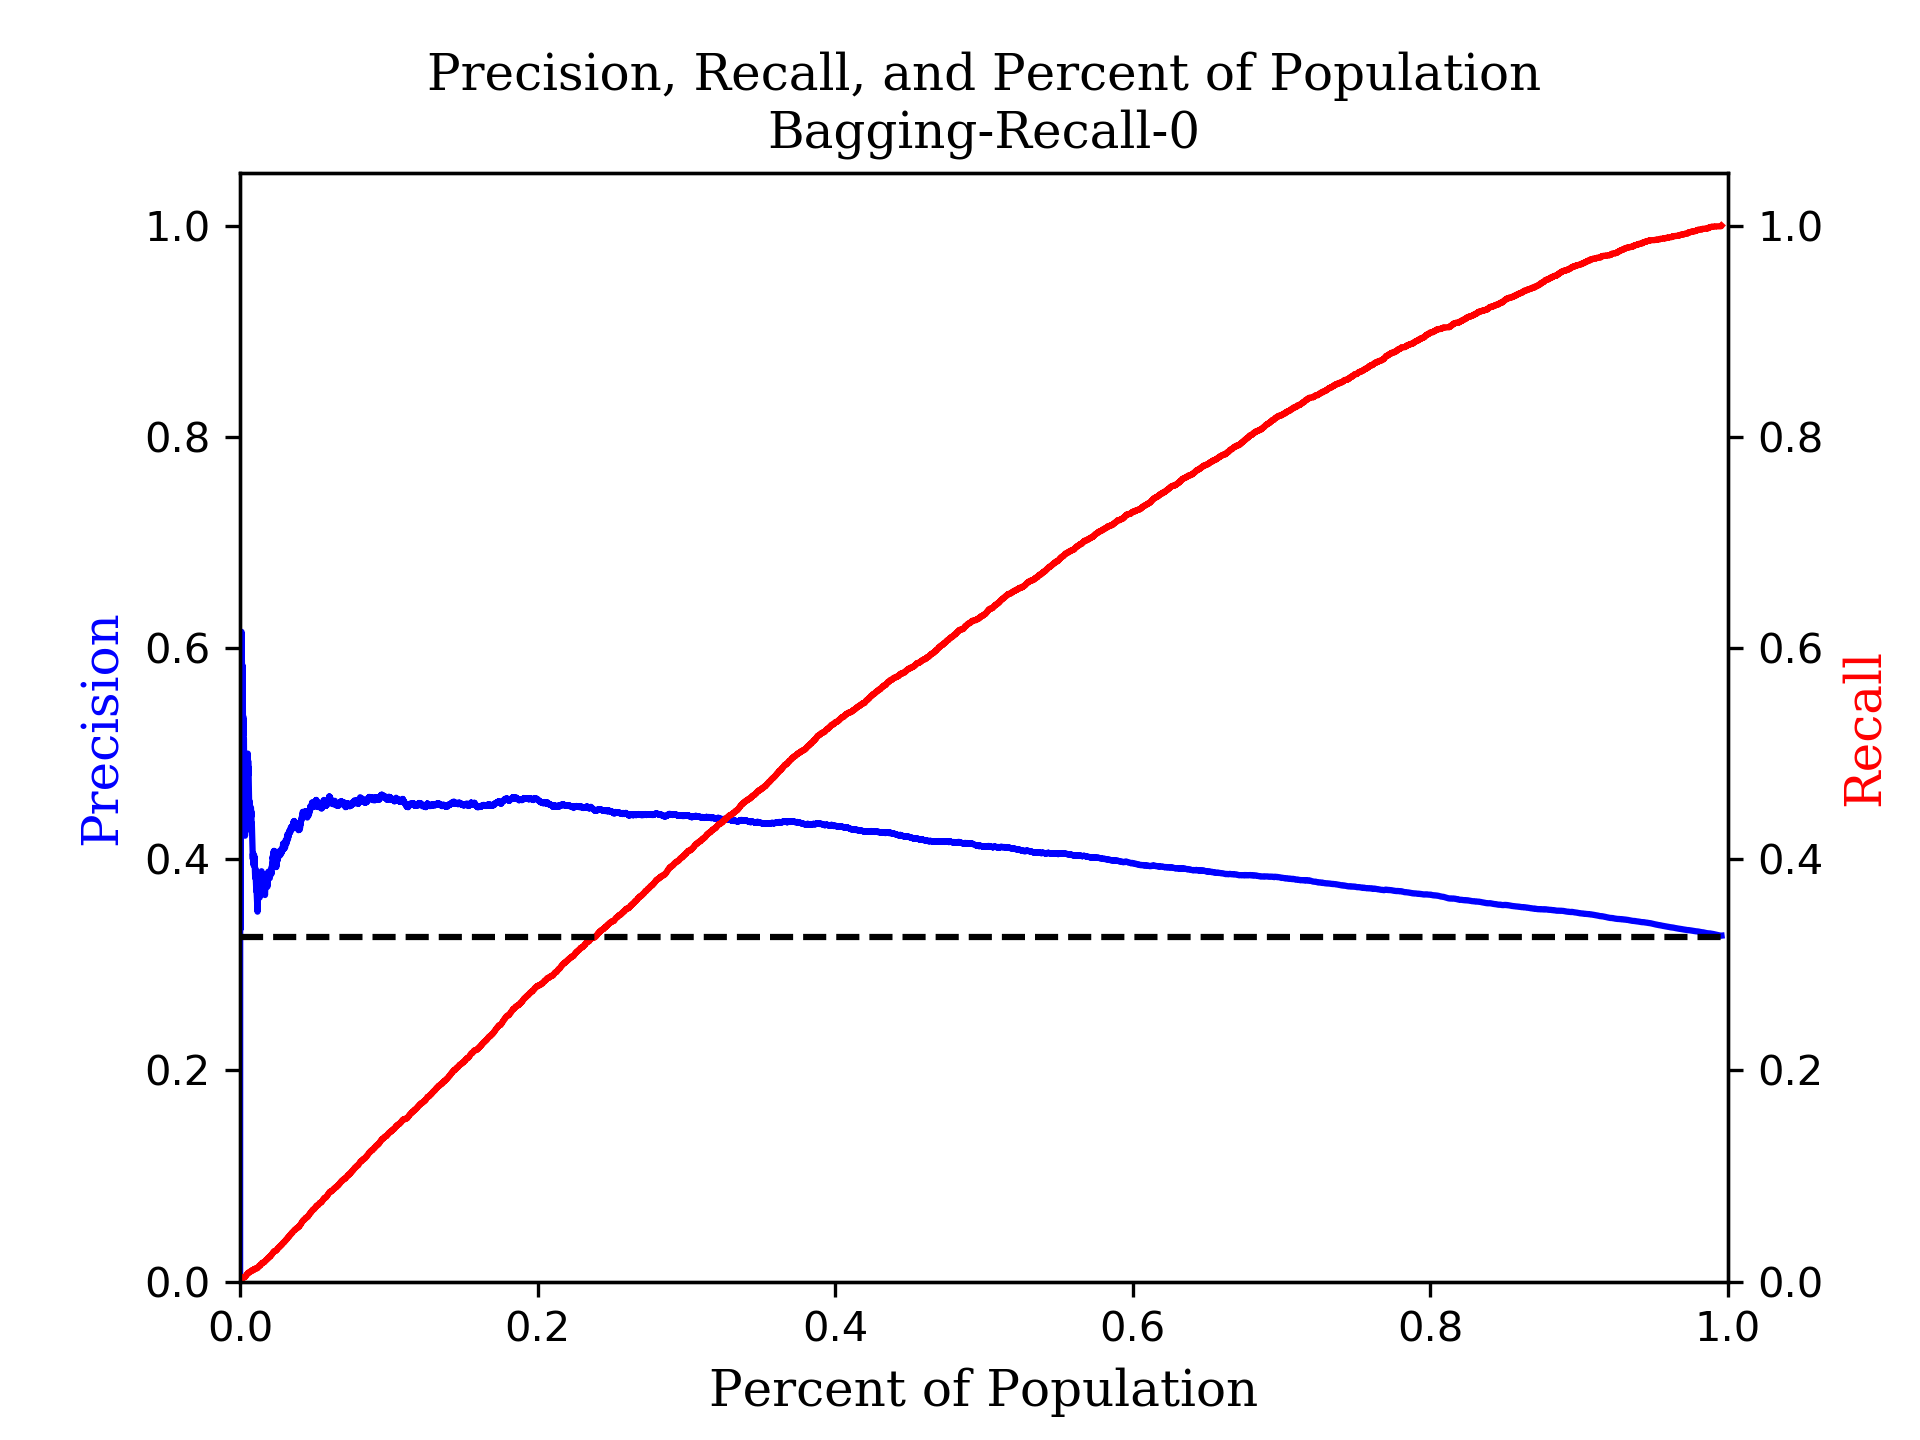 Precision, Recall, and Percent of Population
Bagging-Recall-0
1.0
0.8
0.6
0.4
0.2
0.0
Precision
1.0
0.8
0.6
0.4
0.2
0.0
Recall
0.0 0.2 0.4 0.6 0.8 1.0
Percent of Population